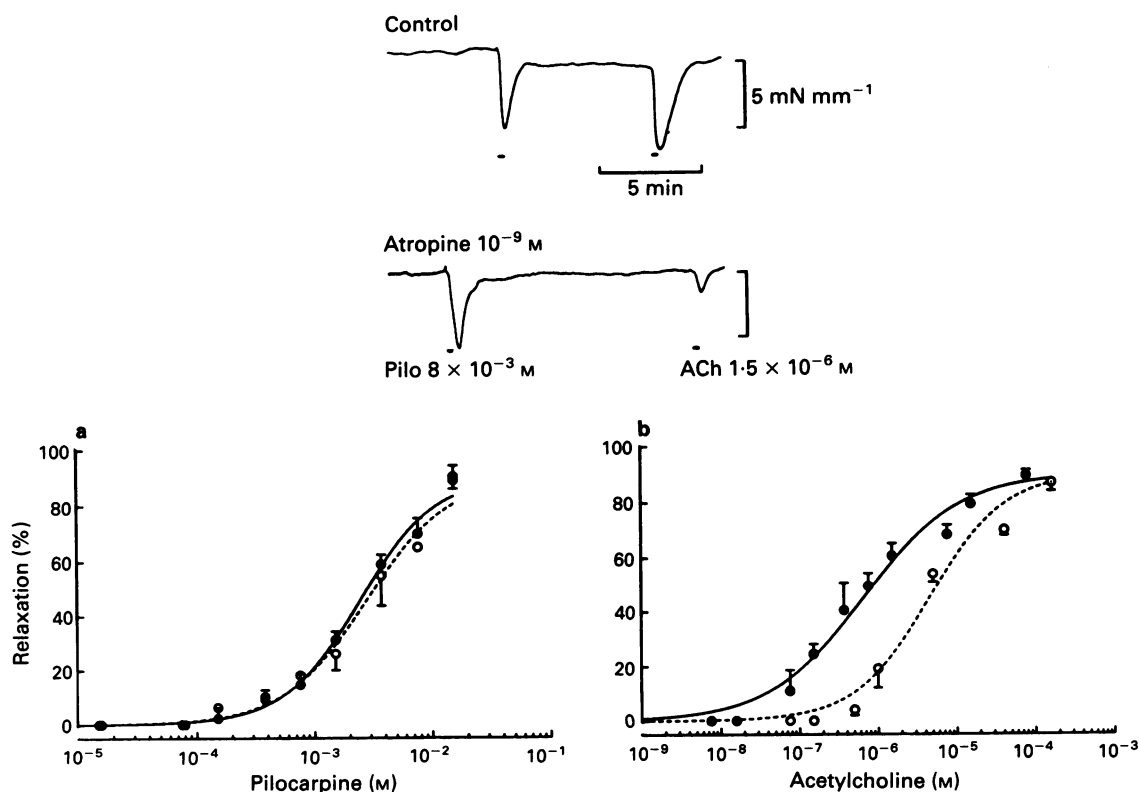 Control
5 mN mm⁻¹
5 min
Atropine 10⁻⁹ M
Pilo 8 × 10⁻³ M
ACh 1·5 × 10⁻⁶ M
a
100
80
60
40
20
0
Relaxation (%)
10⁻⁵
10⁻⁴
10⁻³
10⁻²
10⁻¹
Pilocarpine (M)
b
100
80
60
40
20
0
10⁻⁹
10⁻⁸
10⁻⁷
10⁻⁶
10⁻⁵
10⁻⁴
10⁻³
Acetylcholine (M)